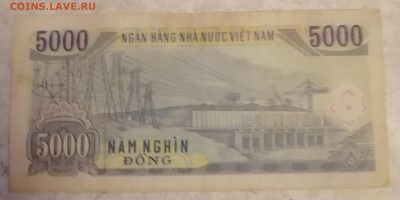 COINS.LAVE.RU
5000 NGÂN HÀNG NHÀ NƯỚC VIỆT NAM 5000
5000 NĂM NGHÌN
ĐỒNG